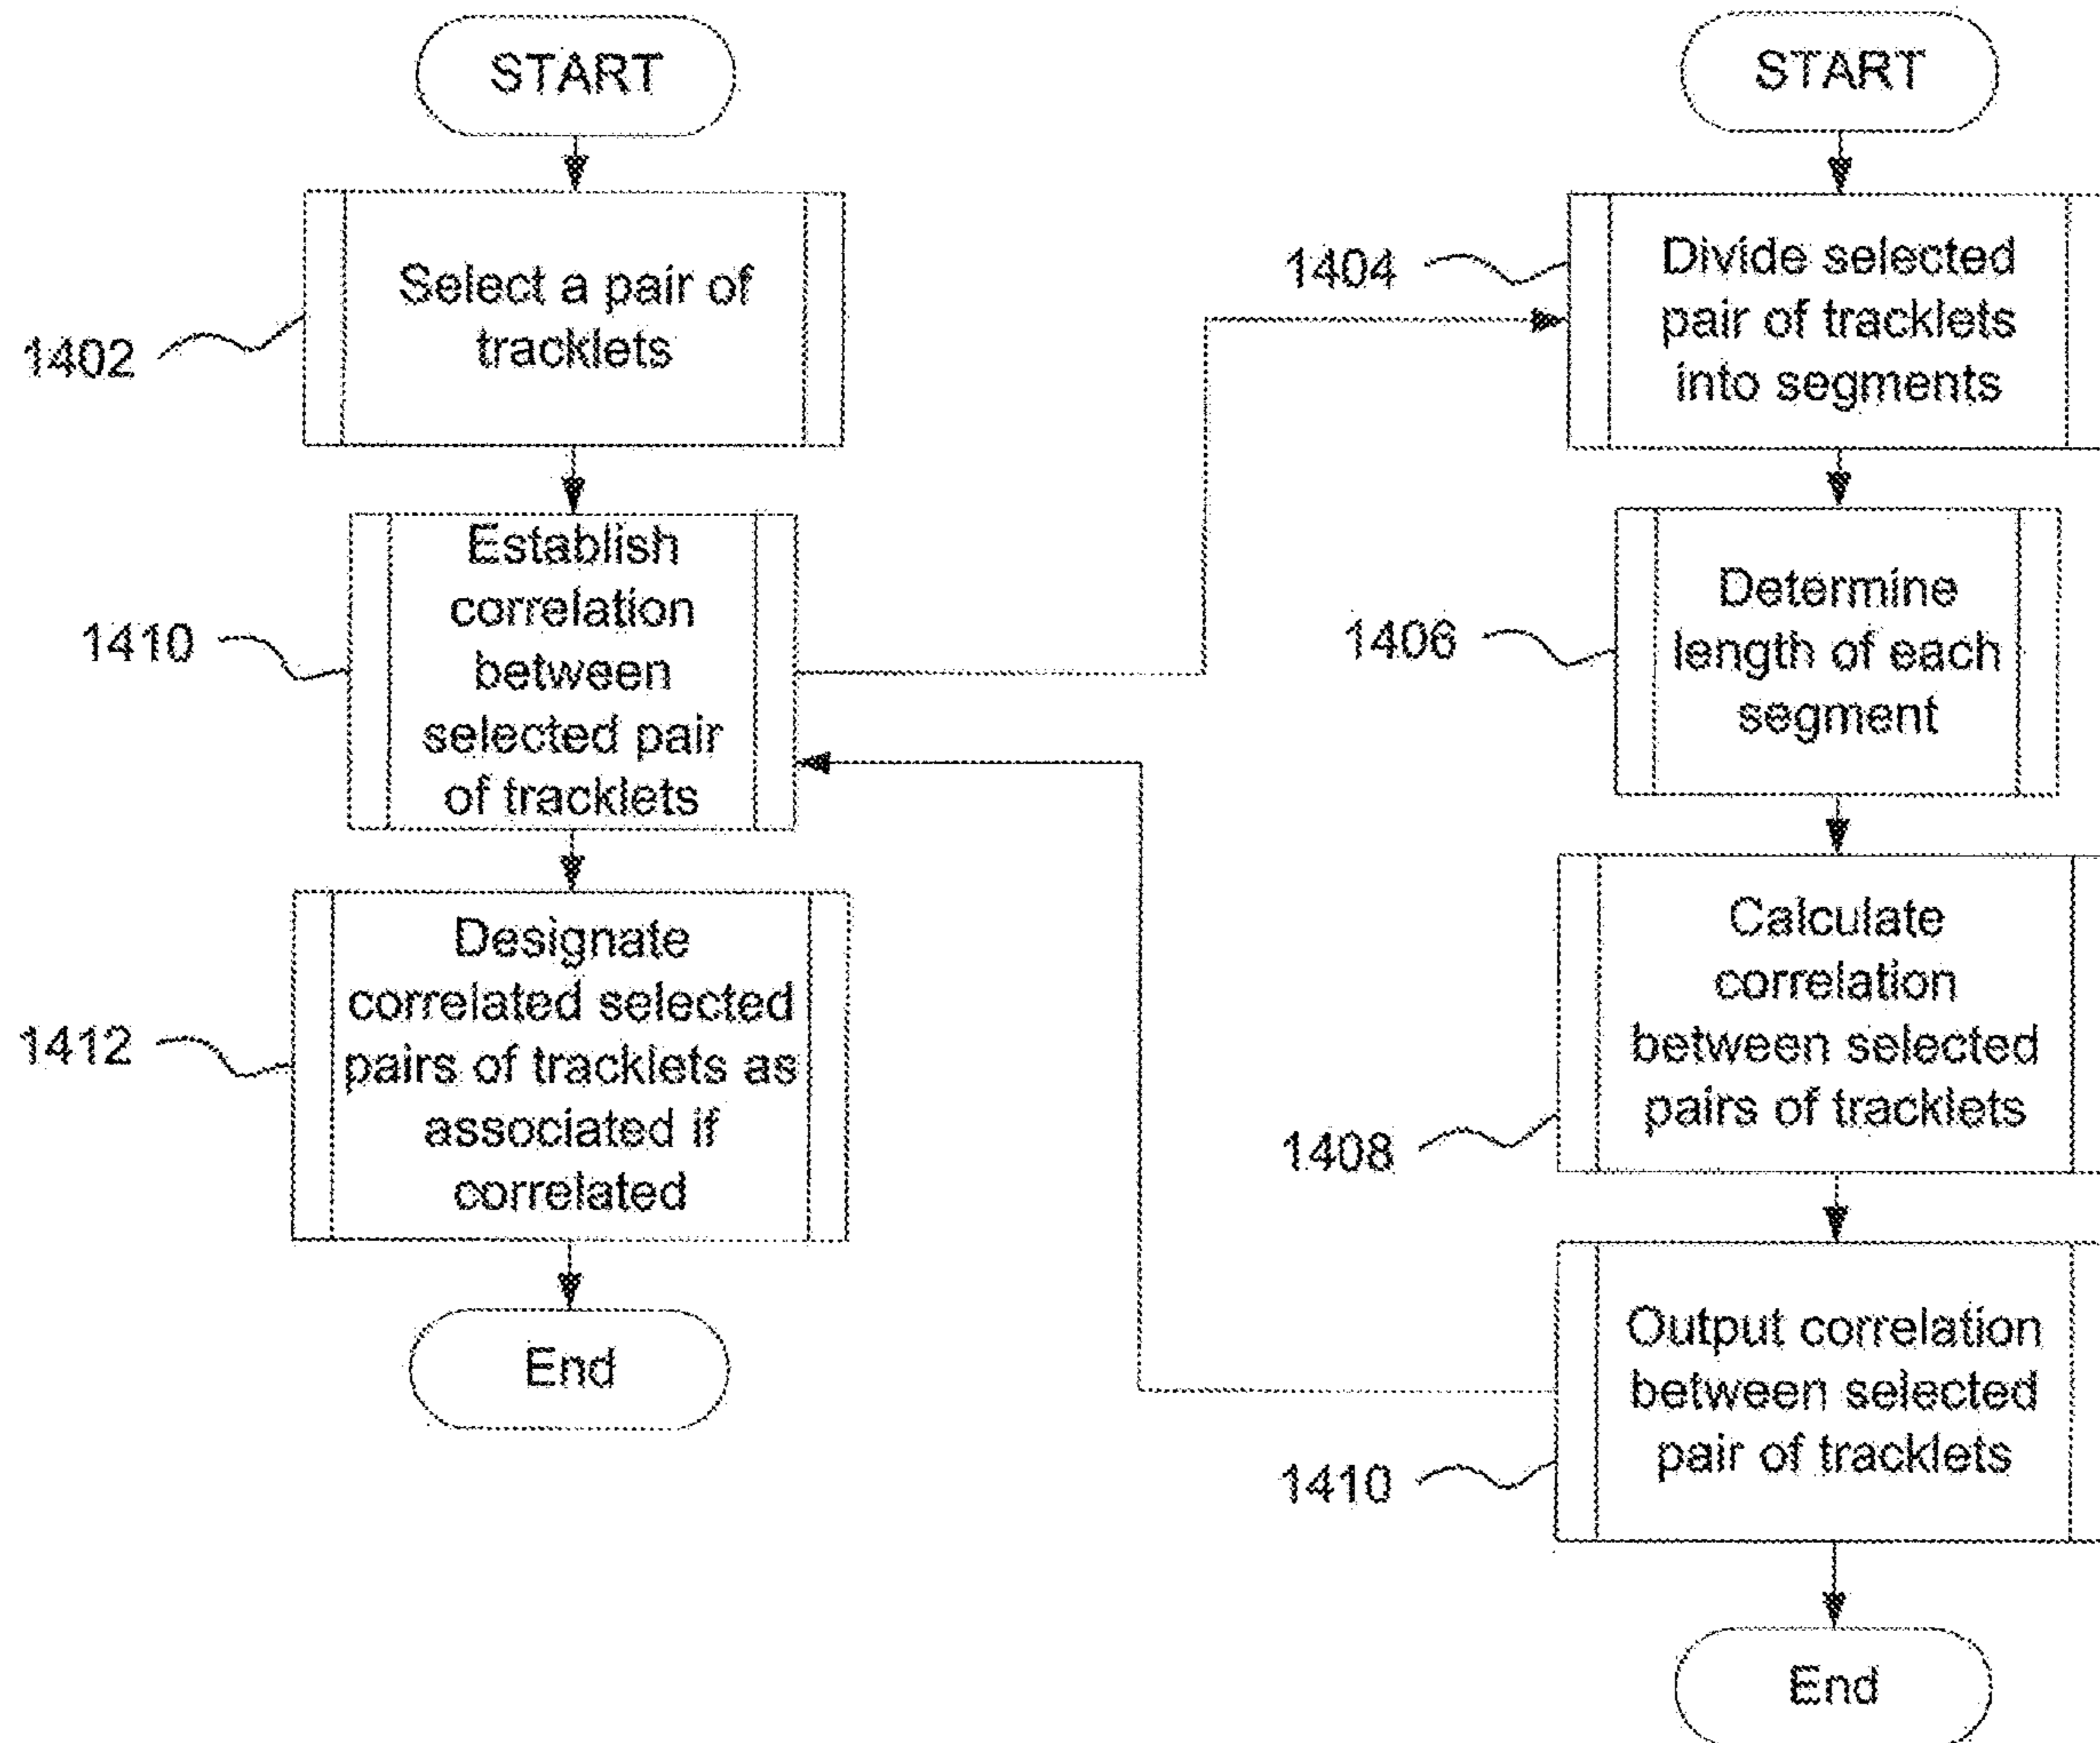 START
1402
Select a pair of
tracklets
1410
Establish
correlation
between
selected pair
of tracklets
1412
Designate
correlated selected
pairs of tracklets as
associated if
correlated
End
START
1404
Divide selected
pair of tracklets
into segments
1406
Determine
length of each
segment
1408
Calculate
correlation
between selected
pairs of tracklets
1410
Output correlation
between selected
pair of tracklets
End